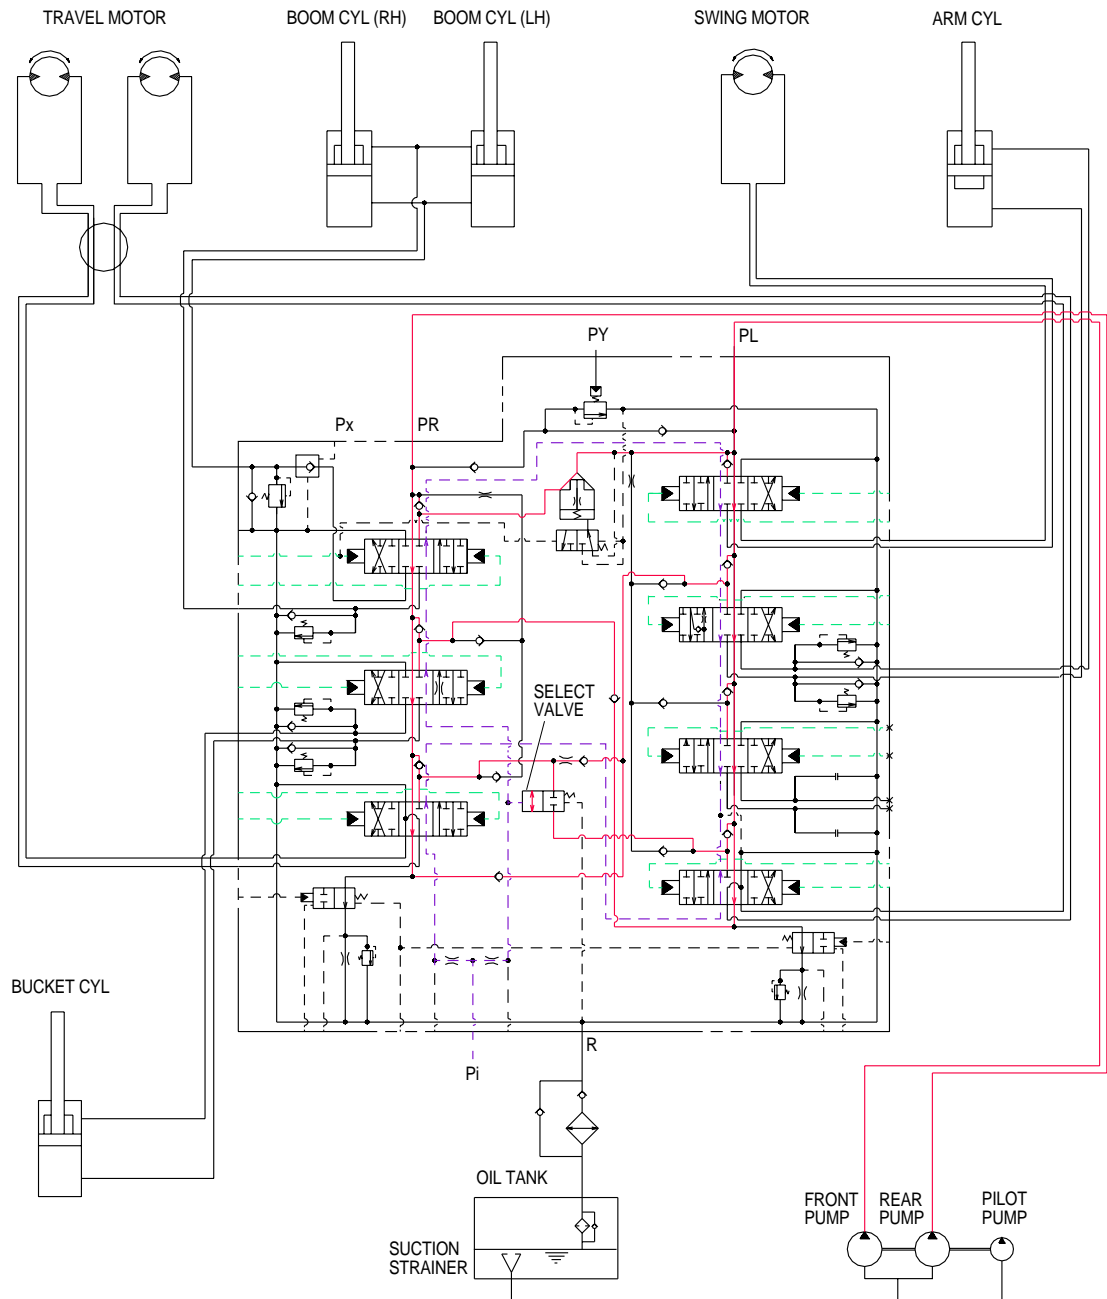 TRAVEL MOTOR
BOOM CYL (RH)
BOOM CYL (LH)
SWING MOTOR
ARM CYL
PY
PL
Px
PR
SELECT
VALVE
BUCKET CYL
R
Pi
OIL TANK
SUCTION
STRAINER
FRONT
PUMP
REAR
PUMP
PILOT
PUMP